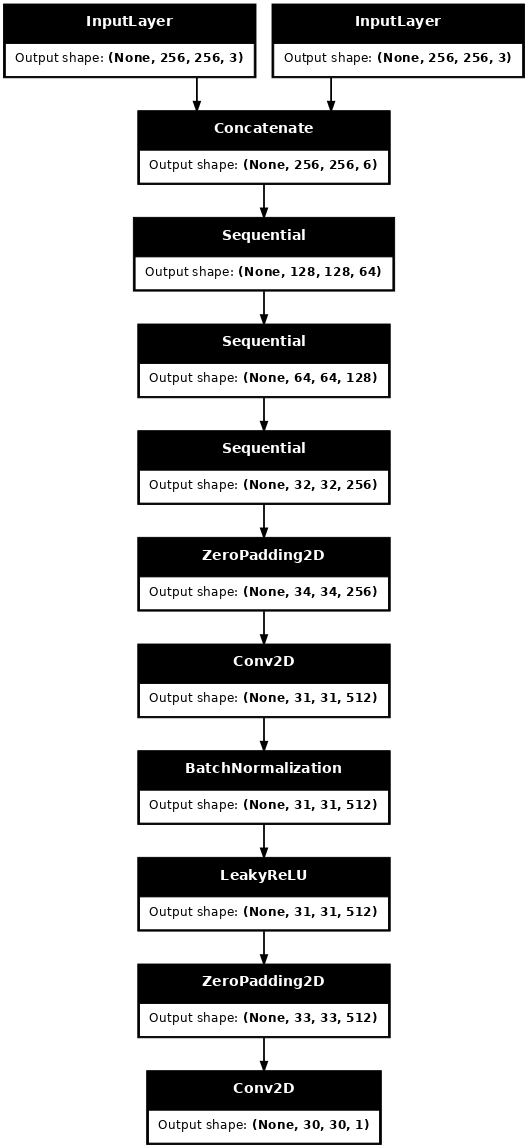 InputLayer
Output shape: (None, 256, 256, 3)
InputLayer
Output shape: (None, 256, 256, 3)
Concatenate
Output shape: (None, 256, 256, 6)
Sequential
Output shape: (None, 128, 128, 64)
Sequential
Output shape: (None, 64, 64, 128)
Sequential
Output shape: (None, 32, 32, 256)
ZeroPadding2D
Output shape: (None, 34, 34, 256)
Conv2D
Output shape: (None, 31, 31, 512)
BatchNormalization
Output shape: (None, 31, 31, 512)
LeakyReLU
Output shape: (None, 31, 31, 512)
ZeroPadding2D
Output shape: (None, 33, 33, 512)
Conv2D
Output shape: (None, 30, 30, 1)